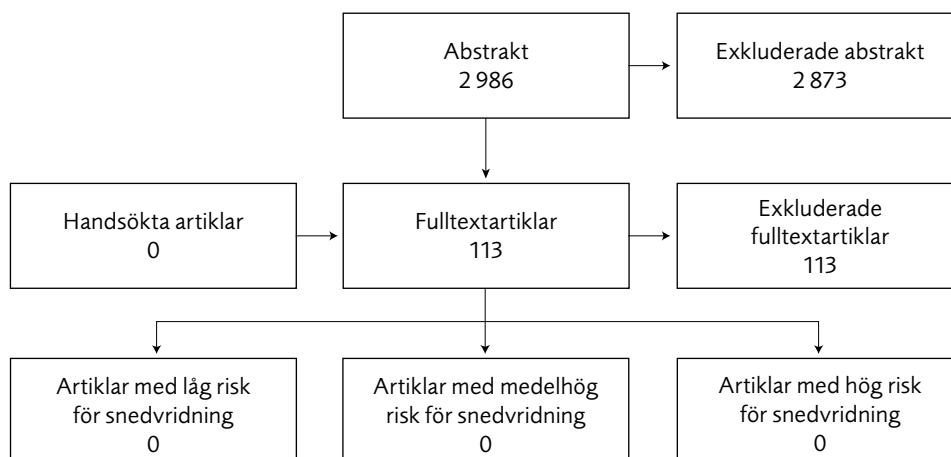 Abstrakt
2 986
Exkluderade abstrakt
2 873
Handsökta artiklar
0
Fulltextartiklar
113
Exkluderade
fulltextartiklar
113
Artiklar med låg risk
för snedvridning
0
Artiklar med medelhög
risk för snedvridning
0
Artiklar med hög risk
för snedvridning
0